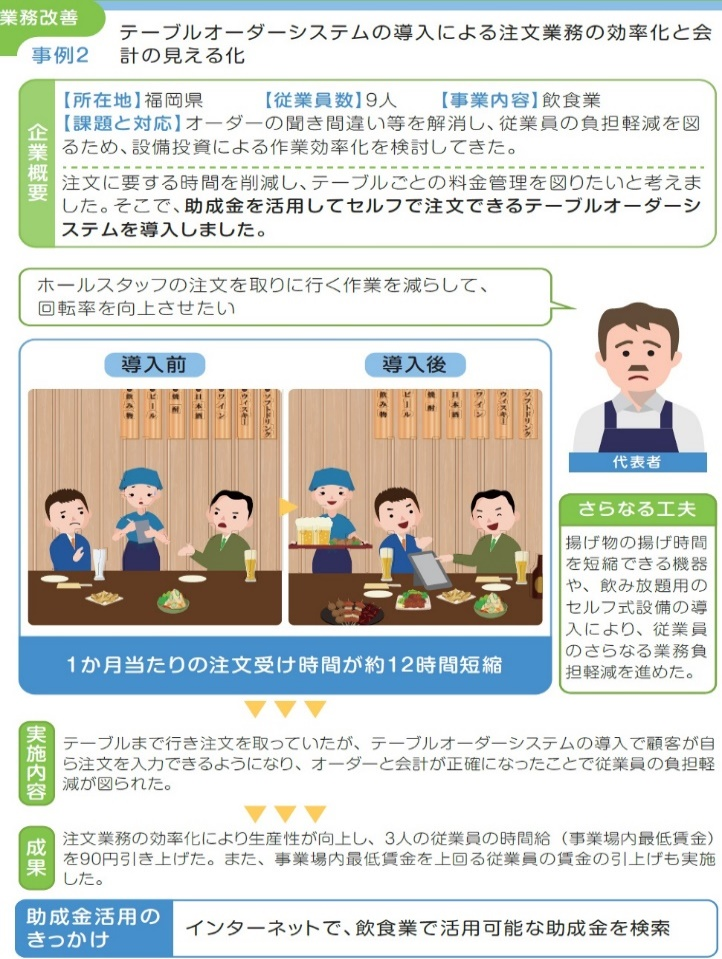 業務改善
事例2
テーブルオーダーシステムの導入による注文業務の効率化と会
計の見える化
企業概要
【所在地】福岡県 【従業員数】9人 【事業内容】飲食業
【課題と対応】オーダーの聞き間違い等を解消し、従業員の負担軽減を図
るため、設備投資による作業効率化を検討してきた。
注文に要する時間を削減し、テーブルごとの料金管理を図りたいと考えま
した。そこで、助成金を活用してセルフで注文できるテーブルオーダーシ
ステムを導入しました。
ホールスタッフの注文を取りに行く作業を減らして、
回転率を向上させたい
代表者
導入前
飲み物
ビール
焼酎
日本酒
ワイン
ウィスキー
ソフトドリンク
導入後
飲み物
ビール
焼酎
日本酒
ワイン
ウィスキー
ソフトドリンク
1か月当たりの注文受け時間が約12時間短縮
さらなる工夫
揚げ物の揚げ時間
を短縮できる機器
や、飲み放題用の
セルフ式設備の導
入により、従業員
のさらなる業務負
担軽減を進めた。
実施内容
テーブルまで行き注文を取っていたが、テーブルオーダーシステムの導入で顧客が自
ら注文を入力できるようになり、オーダーと会計が正確になったことで従業員の負担軽
減が図られた。
成果
注文業務の効率化により生産性が向上し、3人の従業員の時間給（事業場内最低賃金）
を90円引き上げた。また、事業場内最低賃金を上回る従業員の賃金の引上げも実施
した。
助成金活用の
きっかけ
インターネットで、飲食業で活用可能な助成金を検索